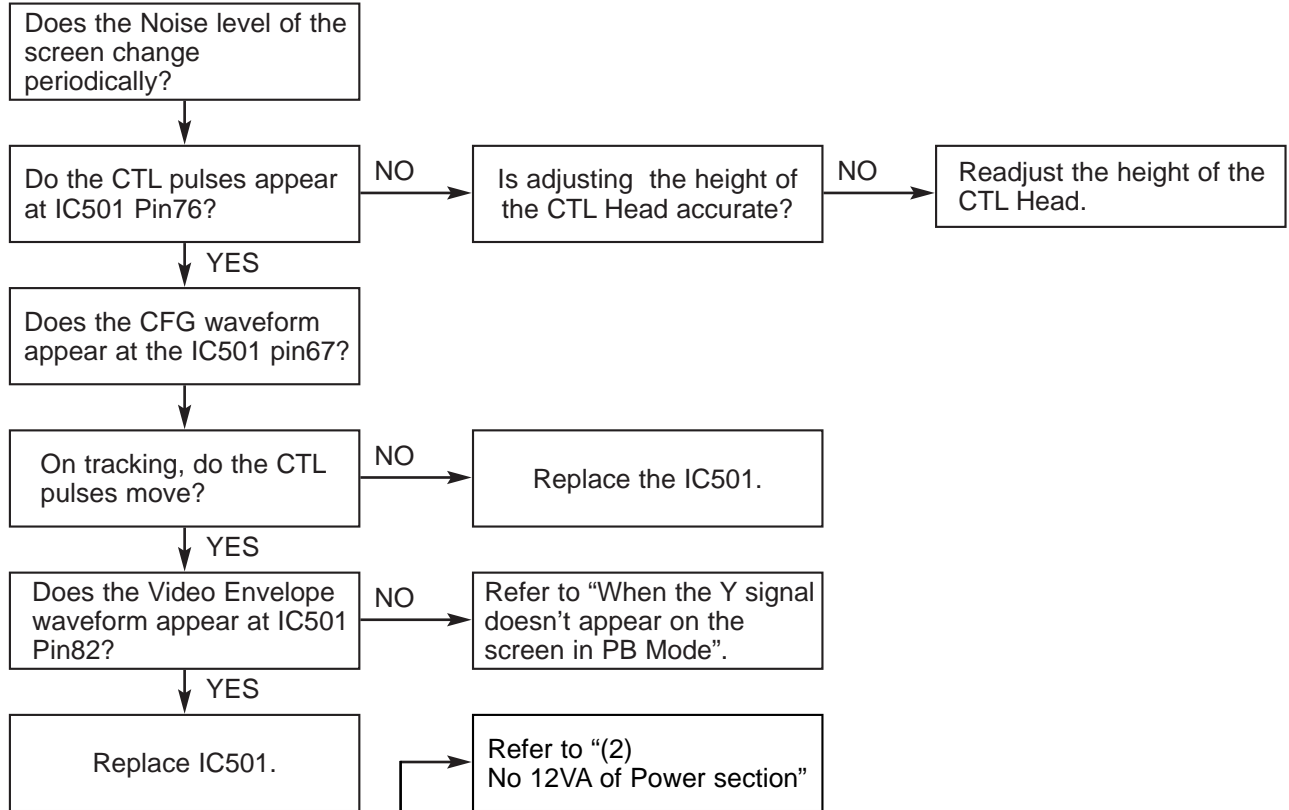 Does the Noise level of the
screen change
periodically?
Do the CTL pulses appear
at IC501 Pin76?
NO
Is adjusting  the height of
the CTL Head accurate?
NO
Readjust the height of the
CTL Head.
YES
Does the CFG waveform
appear at the IC501 pin67?
On tracking, do the CTL
pulses move?
NO
Replace the IC501.
YES
Does the Video Envelope
waveform appear at IC501
Pin82?
NO
Refer to “When the Y signal
doesn’t appear on the
screen in PB Mode”.
YES
Replace IC501.
Refer to “(2)
No 12VA of Power section”